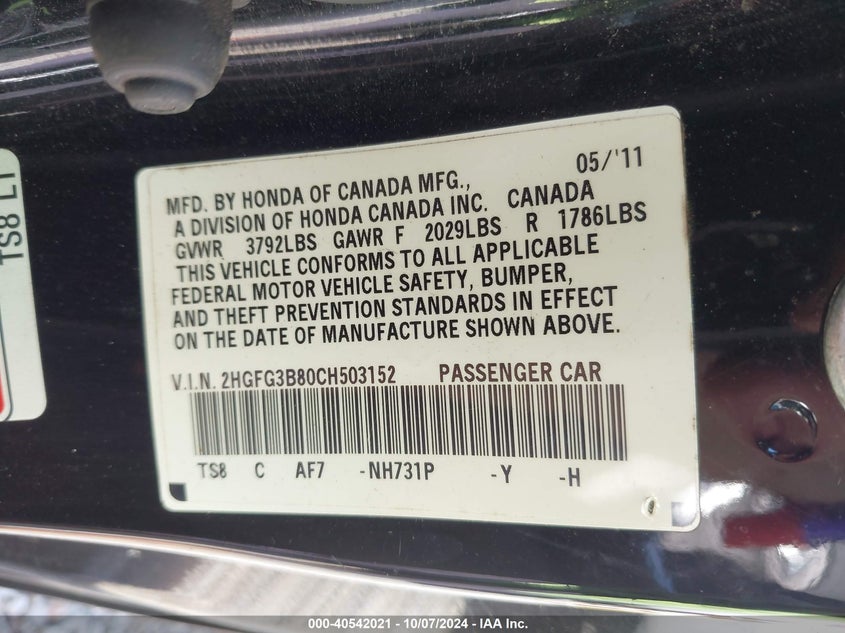 TS8 L1
05/'11
MFD. BY HONDA OF CANADA MFG.,
A DIVISION OF HONDA CANADA INC. CANADA
GVWR 3792LBS GAWR F 2029LBS R 1786LBS
THIS VEHICLE CONFORMS TO ALL APPLICABLE
FEDERAL MOTOR VEHICLE SAFETY, BUMPER,
AND THEFT PREVENTION STANDARDS IN EFFECT
ON THE DATE OF MANUFACTURE SHOWN ABOVE.
V.I.N. 2HGFG3B80CH503152 PASSENGER CAR
TS8 C AF7 -NH731P -Y -H
000-40542021 | 10/07/2024 - IAA Inc.